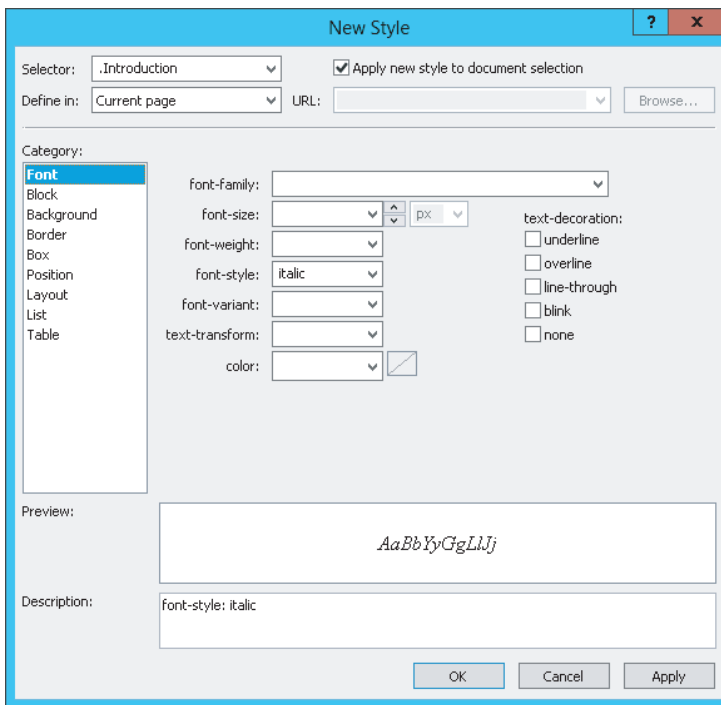 New Style
? x
Selector: .Introduction Apply new style to document selection
Define in: Current page URL: Browse...
Category:
Font
Block
Background
Border
Box
Position
Layout
List
Table
font-family:
font-size: px
font-weight:
font-style: italic
font-variant:
text-transform:
color:
text-decoration:
underline
overline
line-through
blink
none
Preview:
AaBbYyGgLlJj
Description:
font-style: italic
OK Cancel Apply